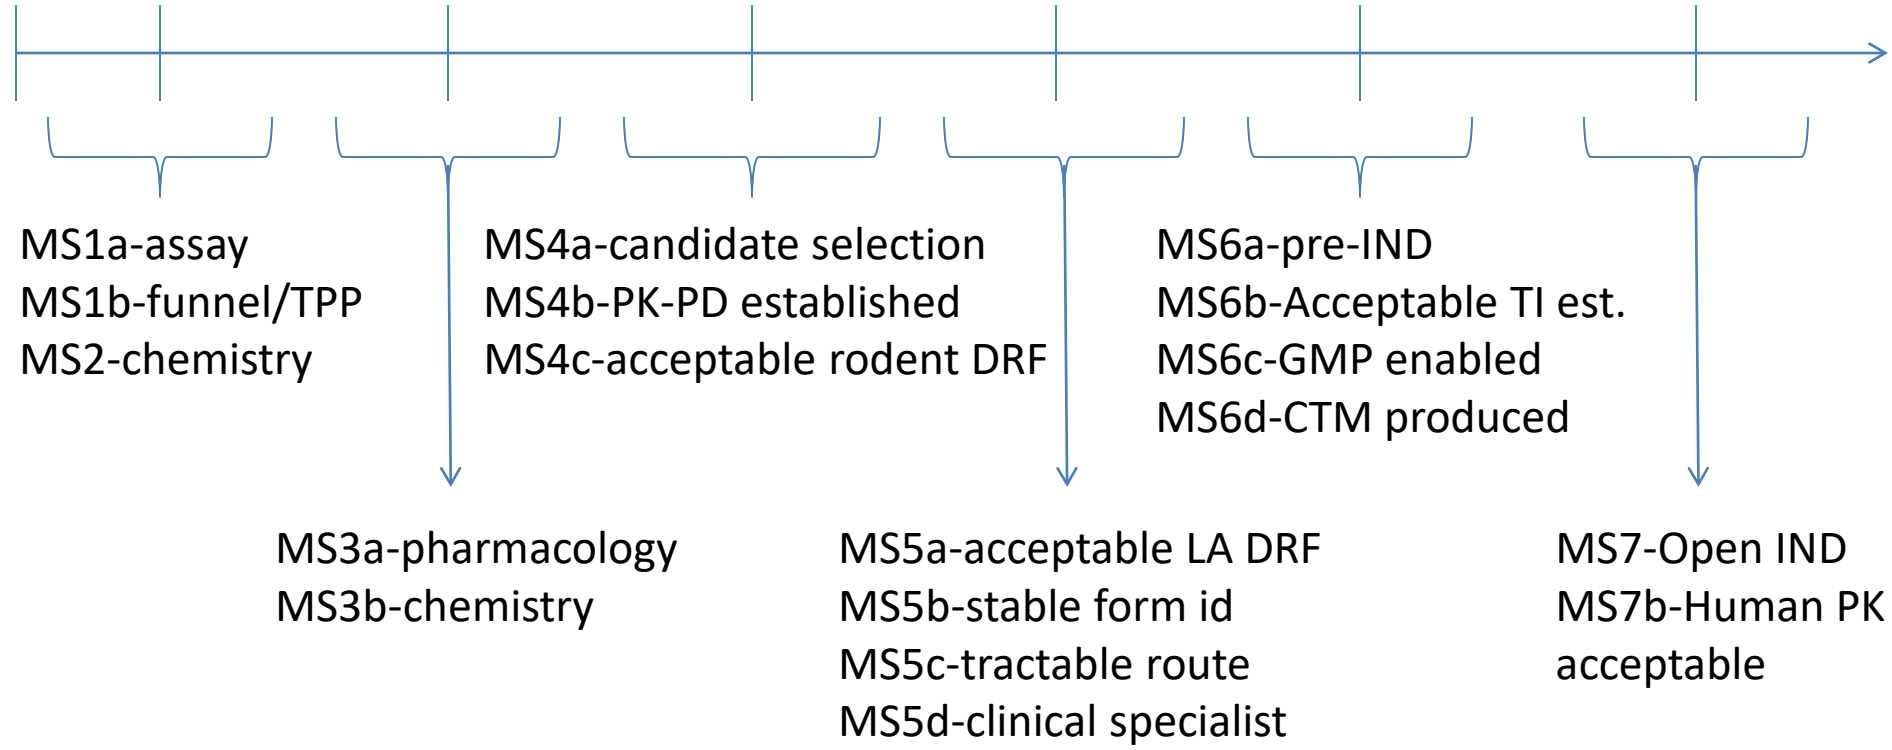 MS1a-assay
MS1b-funnel/TPP
MS2-chemistry
MS3a-pharmacology
MS3b-chemistry
MS4a-candidate selection
MS4b-PK-PD established
MS4c-acceptable rodent DRF
MS5a-acceptable LA DRF
MS5b-stable form id
MS5c-tractable route
MS5d-clinical specialist
MS6a-pre-IND
MS6b-Acceptable TI est.
MS6c-GMP enabled
MS6d-CTM produced
MS7-Open IND
MS7b-Human PK
acceptable